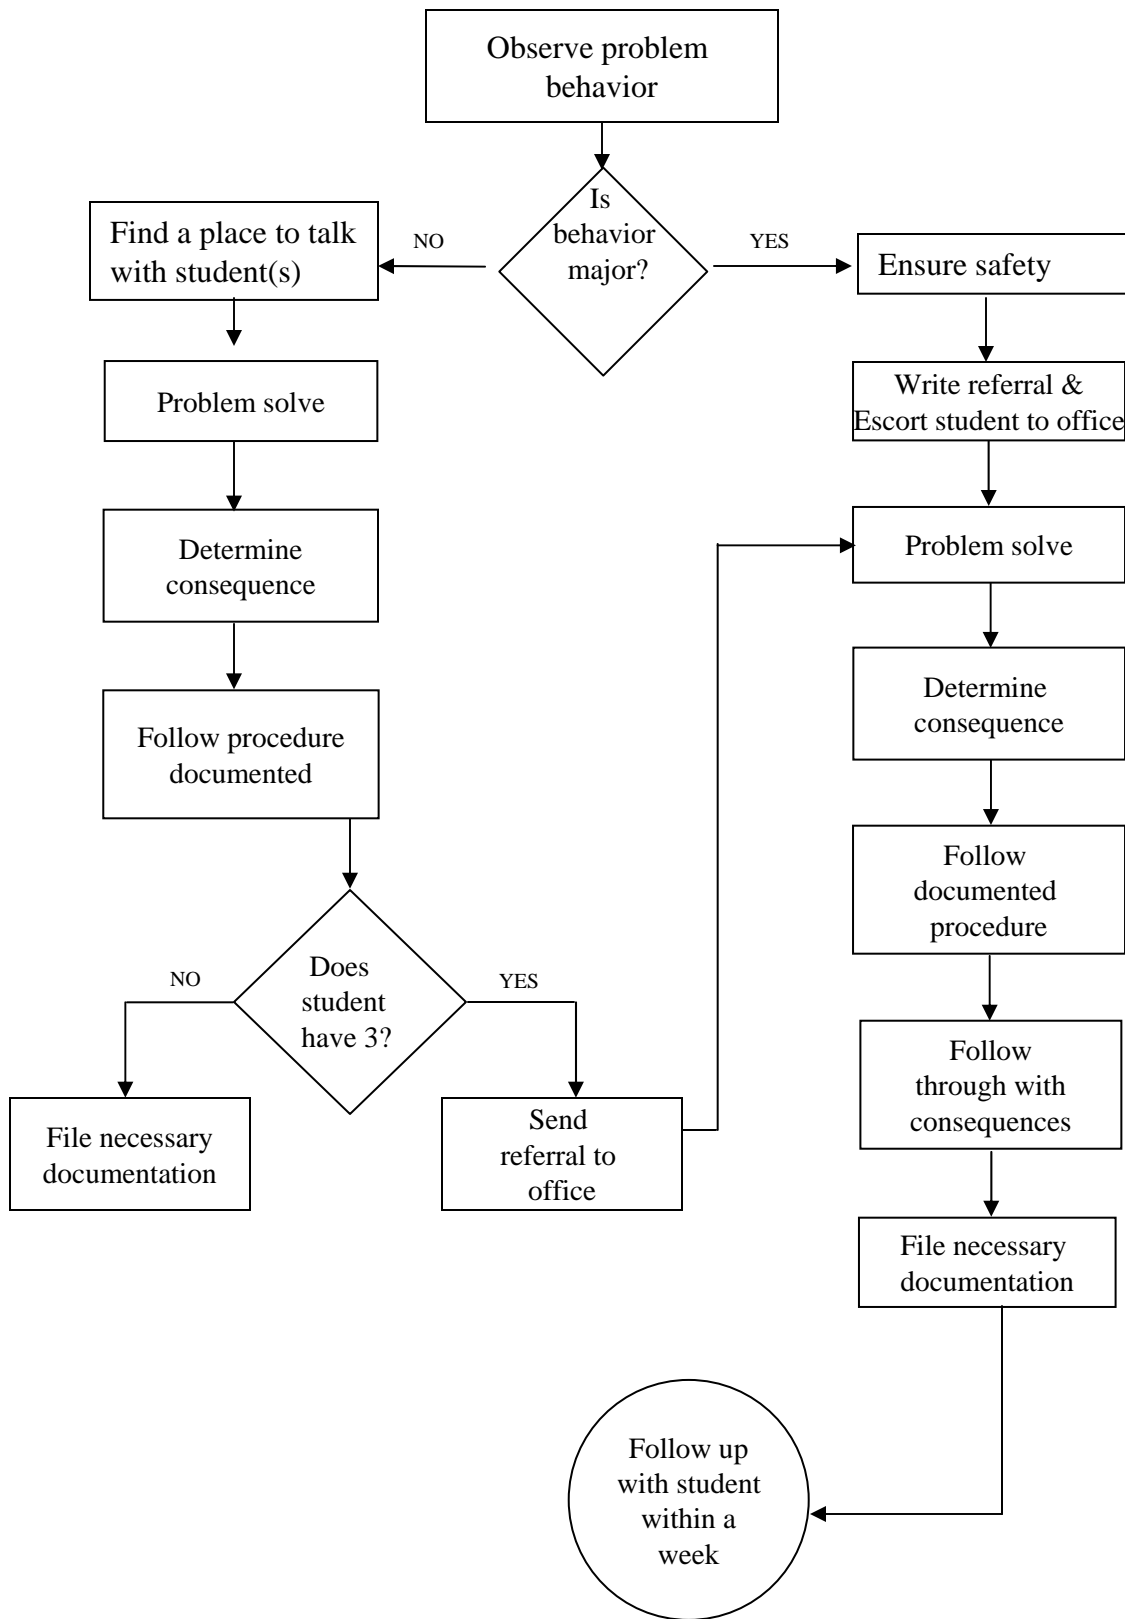 Observe problem
behavior
Is
behavior
major?
NO
YES
Find a place to talk
with student(s)
Ensure safety
Problem solve
Write referral &
Escort student to office
Determine
consequence
Problem solve
Follow procedure
documented
Determine
consequence
Does
student
have 3?
NO
YES
Follow
documented
procedure
File necessary
documentation
Send
referral to
office
Follow
through with
consequences
File necessary
documentation
Follow up
with student
within a
week